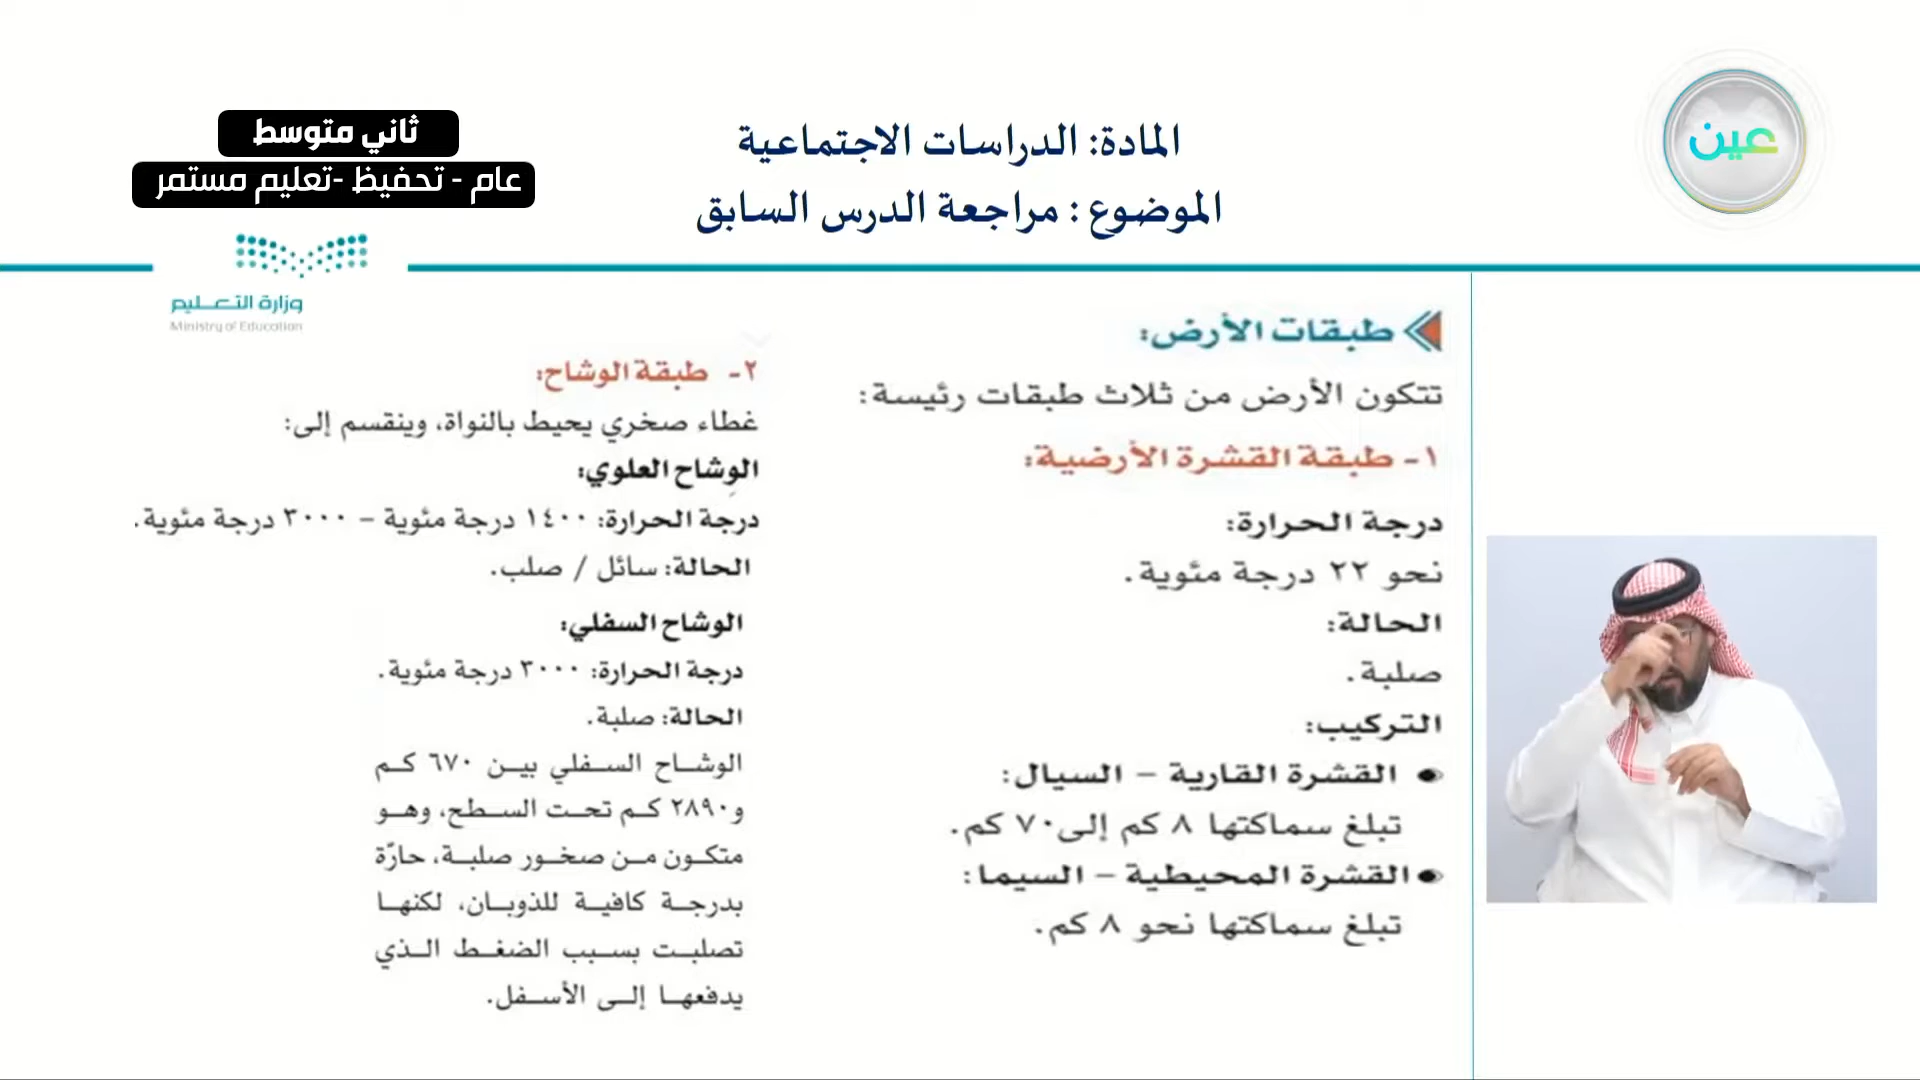 ثاني متوسط
عام - تحفيظ -تعليم مستمر
المادة: الدراسات الاجتماعية
الموضوع : مراجعة الدرس السابق
عين
وزارة التعليم
Ministry of Education
طبقات الأرض:
تتكون الأرض من ثلاث طبقات رئيسة:
١- طبقة القشرة الأرضية:
درجة الحرارة:
نحو ٢٢ درجة مئوية.
الحالة:
صلبة.
التركيب:
القشرة القارية – السيال:
تبلغ سماكتها ٨ كم إلى٧٠ كم.
القشرة المحيطية – السيما:
تبلغ سماكتها نحو ٨ كم.
٢- طبقة الوشاح:
غطاء صخري يحيط بالنواة، وينقسم إلى:
الوِشاح العلوي:
درجة الحرارة: ١٤٠٠ درجة مئوية – ٣٠٠٠ درجة مئوية.
الحالة: سائل / صلب.
الوشاح السفلي:
درجة الحرارة: ٣٠٠٠ درجة مئوية.
الحالة: صلبة.
الوشاح السفلي بين ٦٧٠ كم
و٢٨٩٠ كم تحت السطح، وهو
متكون من صخور صلبة، حارّة
بدرجة كافية للذوبان، لكنها
تصلبت بسبب الضغط الذي
يدفعها إلى الأسفل.